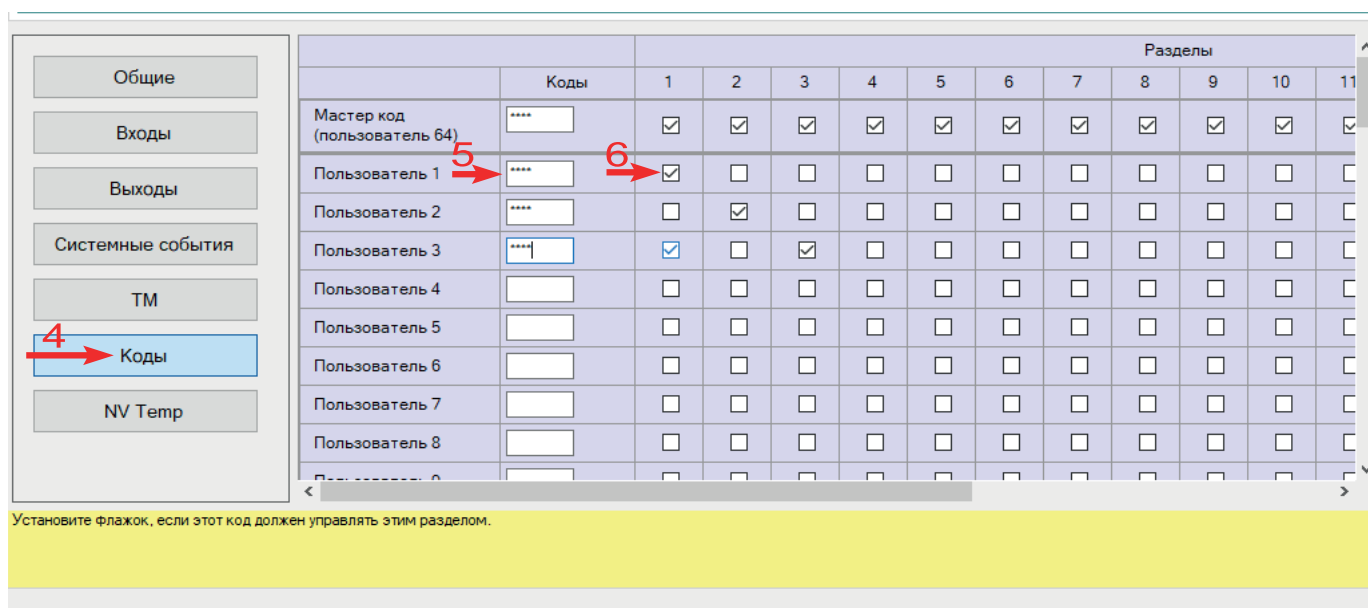 Разделы
Коды 1 2 3 4 5 6 7 8 9 10 11
Общие
Входы
Выходы
Системные события
ТМ
4
Коды
NV Temp
Мастер код **** 
(пользователь 64)
5 6
Пользователь 1 ****
Пользователь 2 ****
Пользователь 3 ****
Пользователь 4
Пользователь 5
Пользователь 6
Пользователь 7
Пользователь 8
Установите флажок, если этот код должен управлять этим разделом.